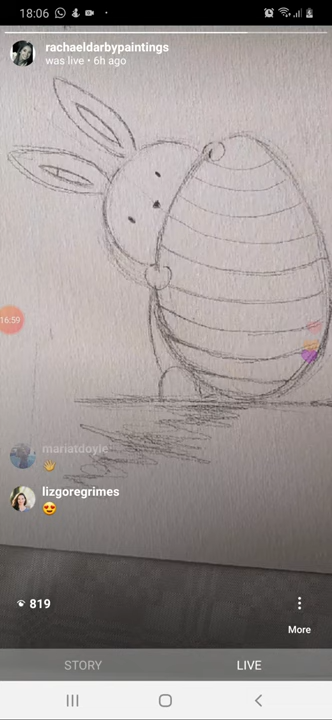 18:06
rachaeldarbypaintings
was live • 6h ago
16:59
mariatdoyle
👋
lizgoregrimes
😍
819
More
STORY
LIVE